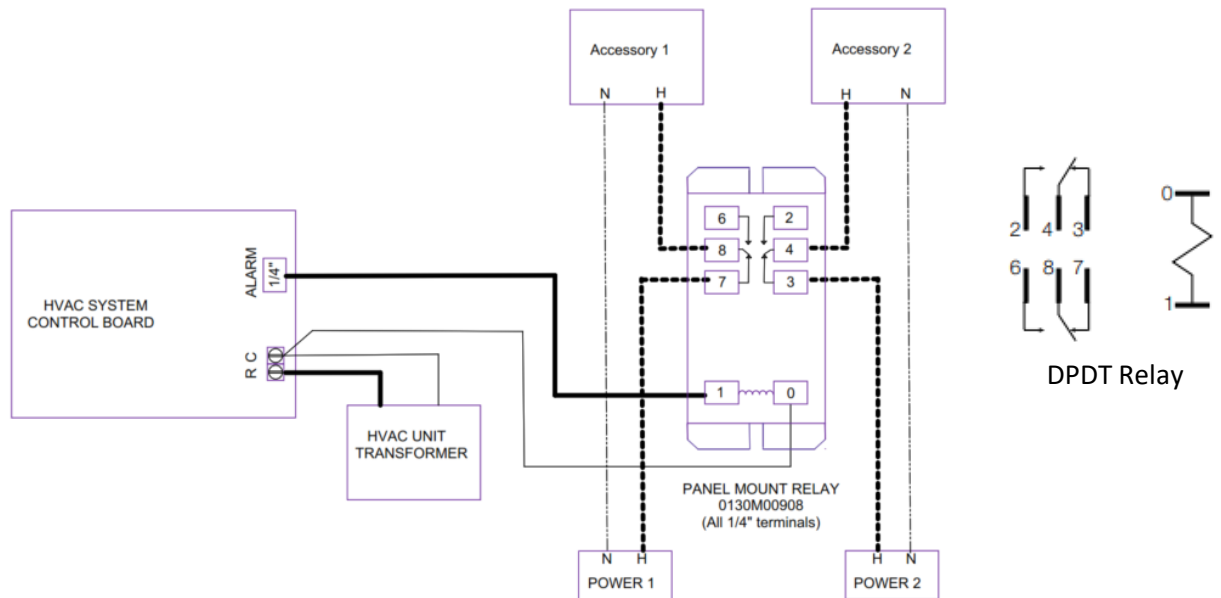 Accessory 1
N H
Accessory 2
H N
6 2
8 4
7 3
1 0
HVAC SYSTEM
CONTROL BOARD
ALARM
1/4"
R C
HVAC UNIT
TRANSFORMER
PANEL MOUNT RELAY
0130M00908
(All 1/4" terminals)
N H
POWER 1
H N
POWER 2
2 4 3
6 8 7
0
1
DPDT Relay